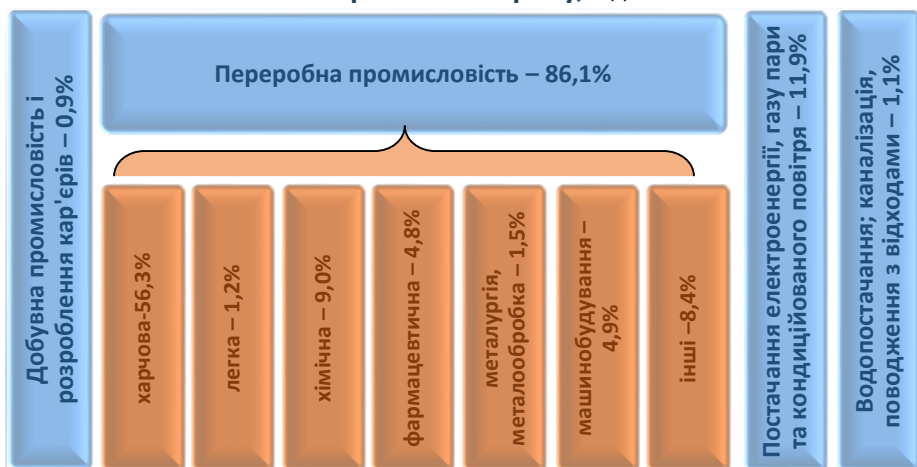 Добувна промисловість і
розроблення кар'єрів – 0,9%
Переробна промисловість – 86,1%
харчова-56,3%
легка – 1,2%
хімічна – 9,0%
фармацевтична – 4,8%
металургія,
металообробка – 1,5%
машинобудування –
4,9%
інші –8,4%
Постачання електроенергії, газу пари
та кондиційованого повітря - 11,9%
Водопостачання; каналізація,
поводження з відходами – 1,1%